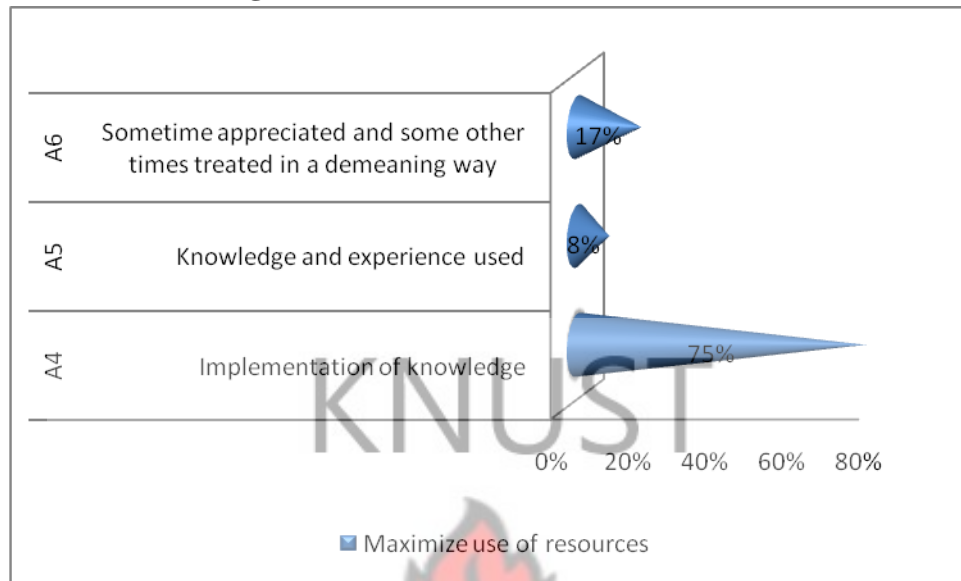 A6
Sometime appreciated and some other
times treated in a demeaning way
17%
A5
Knowledge and experience used
8%
A4
Implementation of knowledge
75%
KNUST
0% 20% 40% 60% 80%
Maximize use of resources